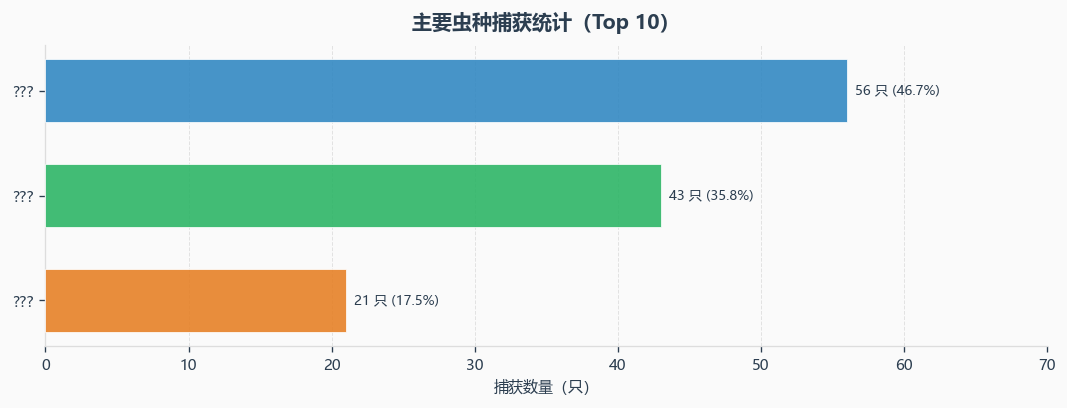 主要虫种捕获统计（Top 10）
??? 56 只 (46.7%)
??? 43 只 (35.8%)
??? 21 只 (17.5%)
0 10 20 30 40 50 60 70
捕获数量（只）